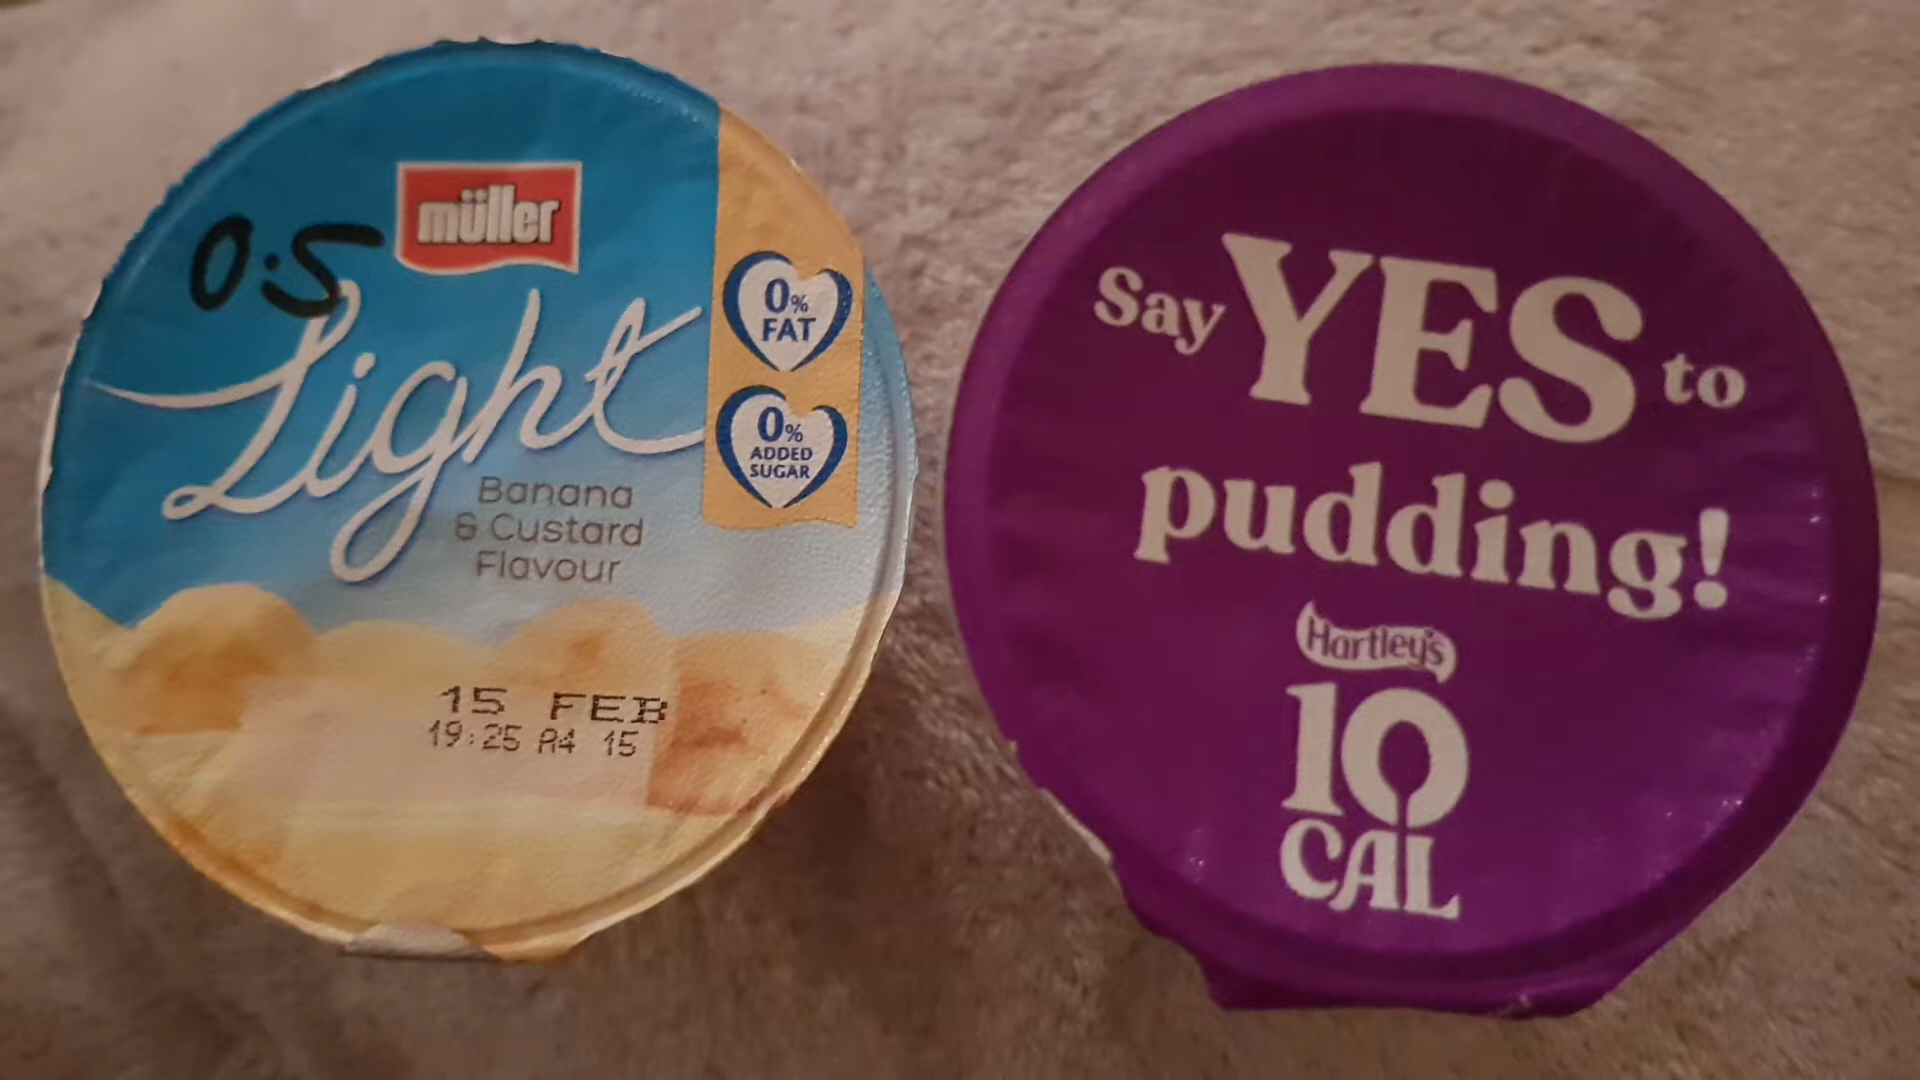 müller
0.5
Light
Banana
& Custard
Flavour
0%
FAT
0%
ADDED
SUGAR
15 FEB
19:25 A4 15
Say YES to
pudding!
Hartley's
10
CAL